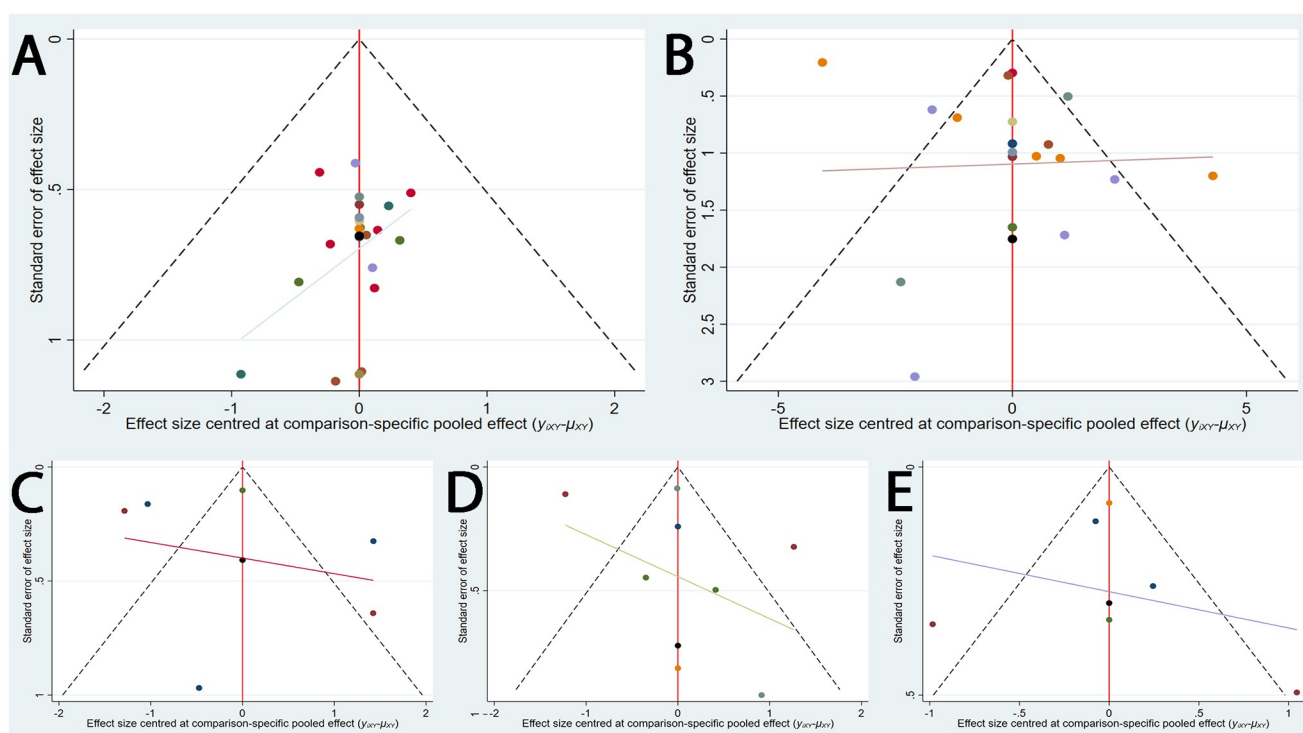 A
0
.5
1
Standard error of effect size
-2
-1
0
1
2
Effect size centred at comparison-specific pooled effect (yiXY-μXY)
B
0
.5
1
1.5
2
2.5
3
Standard error of effect size
-5
0
5
Effect size centred at comparison-specific pooled effect (yiXY-μXY)
C
0
.5
1
Standard error of effect size
-2
-1
0
1
2
Effect size centred at comparison-specific pooled effect (yiXY-μXY)
D
0
.5
1
Standard error of effect size
-2
-1
0
1
2
Effect size centred at comparison-specific pooled effect (yiXY-μXY)
E
0
.5
Standard error of effect size
-1
-.5
0
.5
1
Effect size centred at comparison-specific pooled effect (yiXY-μXY)